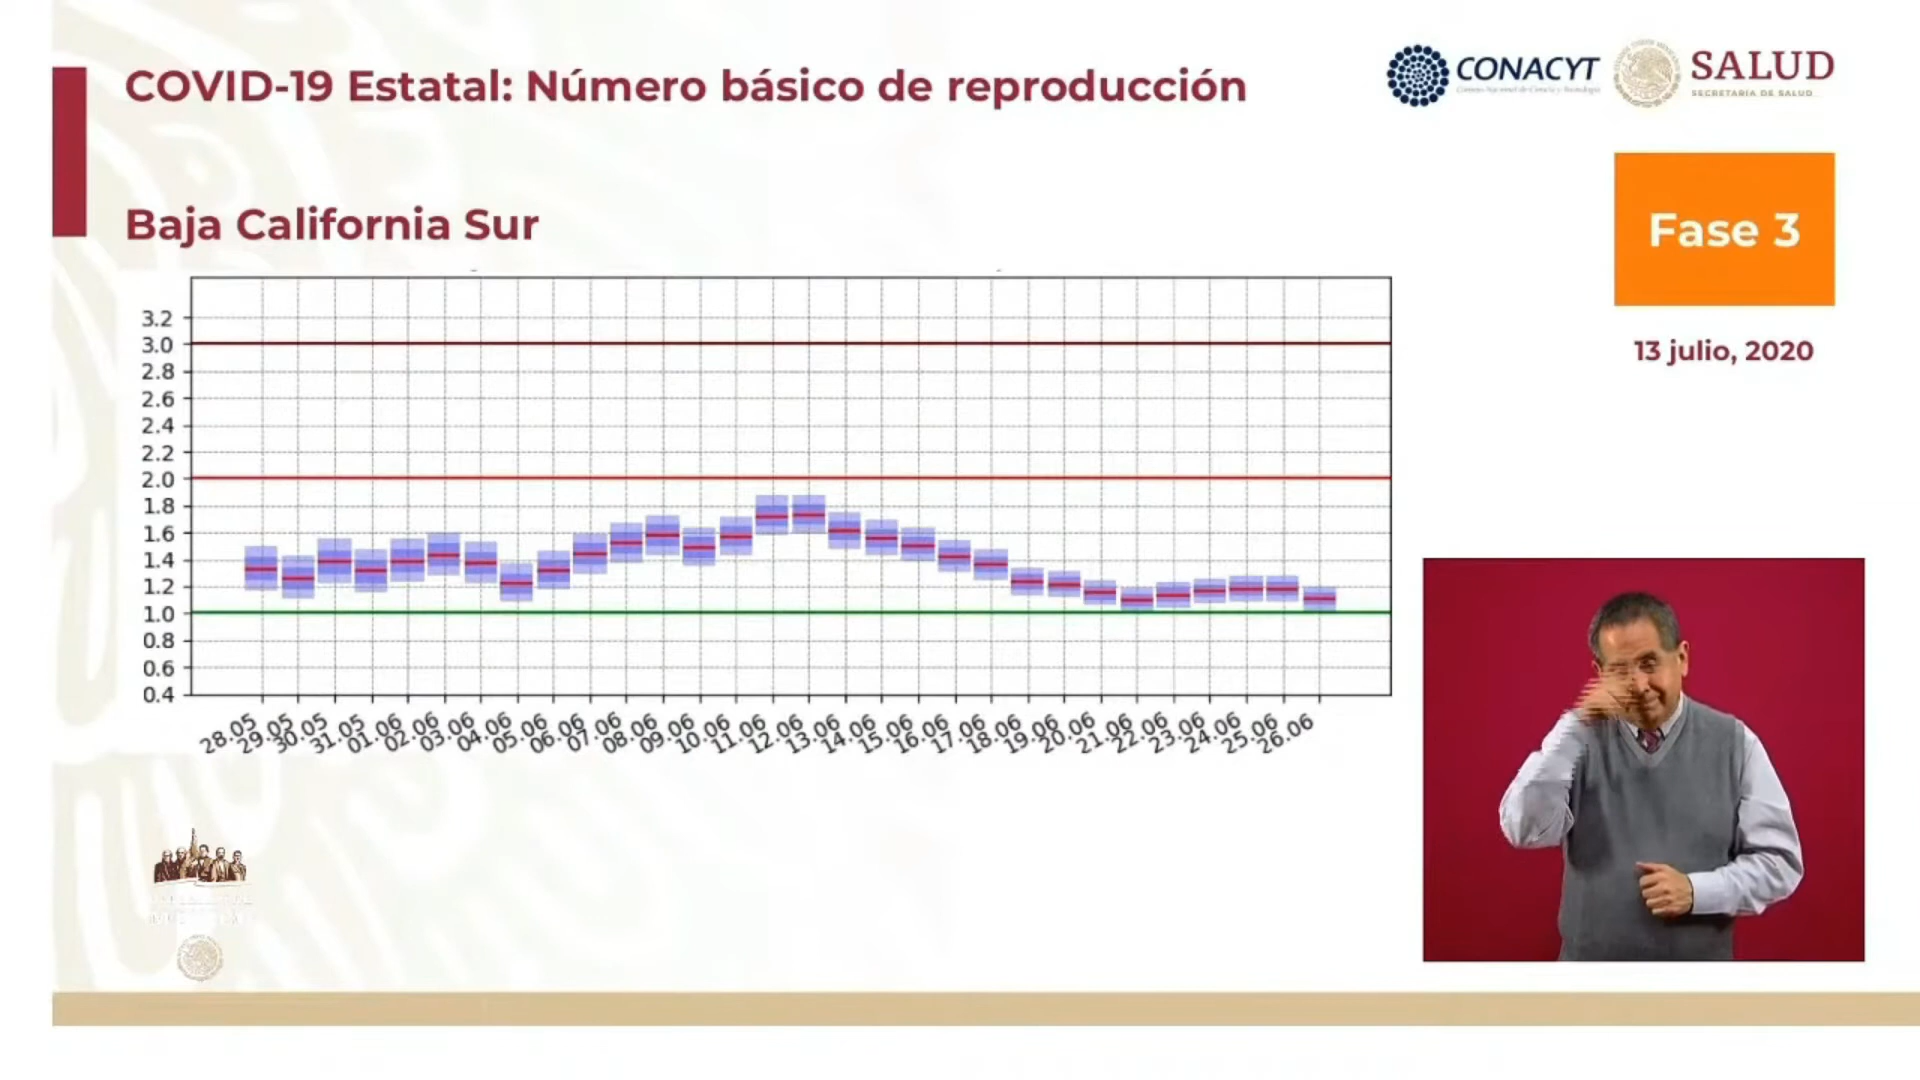 COVID-19 Estatal: Número básico de reproducción
CONACYT
Consejo Nacional de Ciencia y Tecnología
SALUD
SECRETARÍA DE SALUD
Fase 3
13 julio, 2020
Baja California Sur
3.2
3.0
2.8
2.6
2.4
2.2
2.0
1.8
1.6
1.4
1.2
1.0
0.8
0.6
0.4
28.05 29.05 30.05 31.05 01.06 02.06 03.06 04.06 05.06 06.06 07.06 08.06 09.06 10.06 11.06 12.06 13.06 14.06 15.06 16.06 17.06 18.06 19.06 20.06 21.06 22.06 23.06 24.06 25.06 26.06